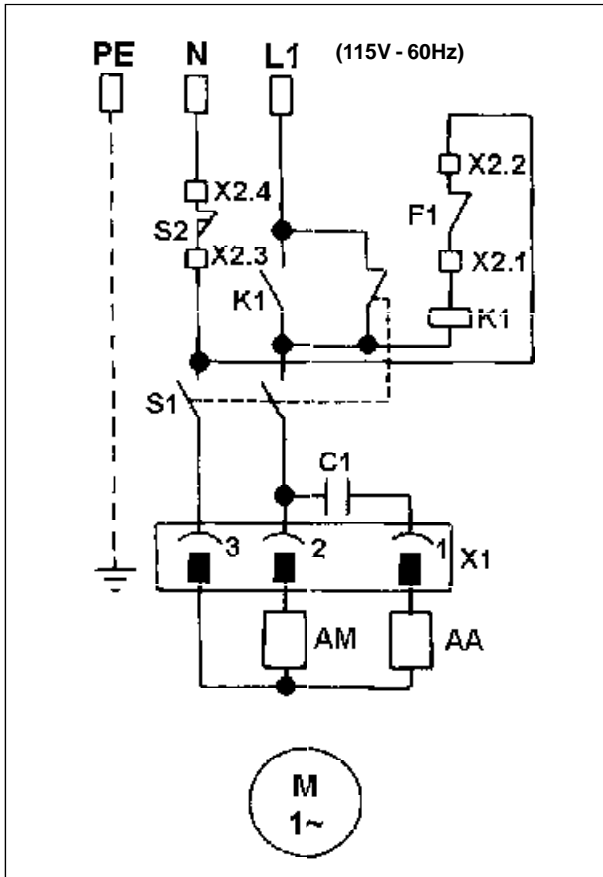 PE N L1 (115V - 60Hz)
X2.4
X2.2
S2
F1
X2.3
X2.1
K1
K1
S1
C1
3 2 1 X1
AM AA
M
1~